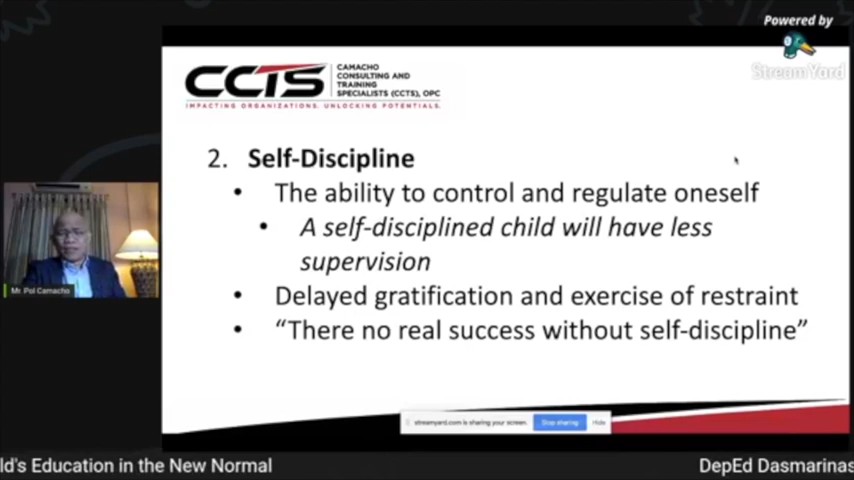 Powered by
StreamYard
CCTS
CAMACHO
CONSULTING AND
TRAINING
SPECIALISTS (CCTS), OPC
IMPACTING ORGANIZATIONS. UNLOCKING POTENTIALS.
2. Self-Discipline
• The ability to control and regulate oneself
• A self-disciplined child will have less
supervision
• Delayed gratification and exercise of restraint
• “There no real success without self-discipline”
Mr. Pol Camacho
streamyard.com is sharing your screen. Stop sharing Hide
ld's Education in the New Normal
DepEd Dasmarinas